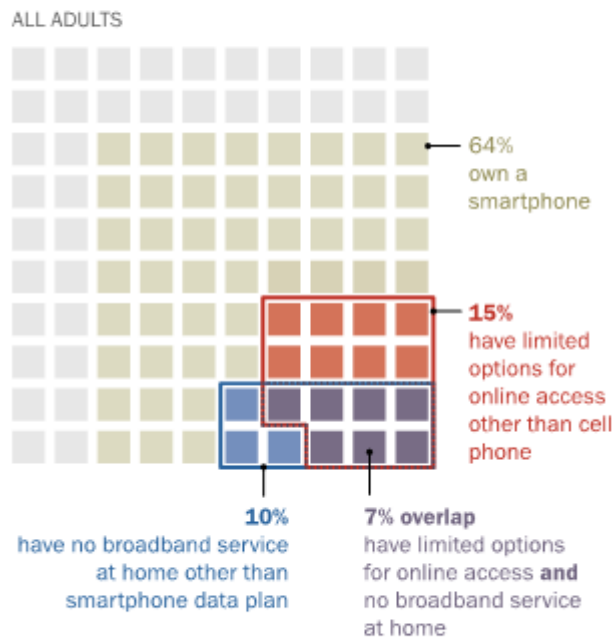 ALL ADULTS
64%
own a
smartphone
15%
have limited
options for
online access
other than cell
phone
10%
have no broadband service
at home other than
smartphone data plan
7% overlap
have limited options
for online access and
no broadband service
at home